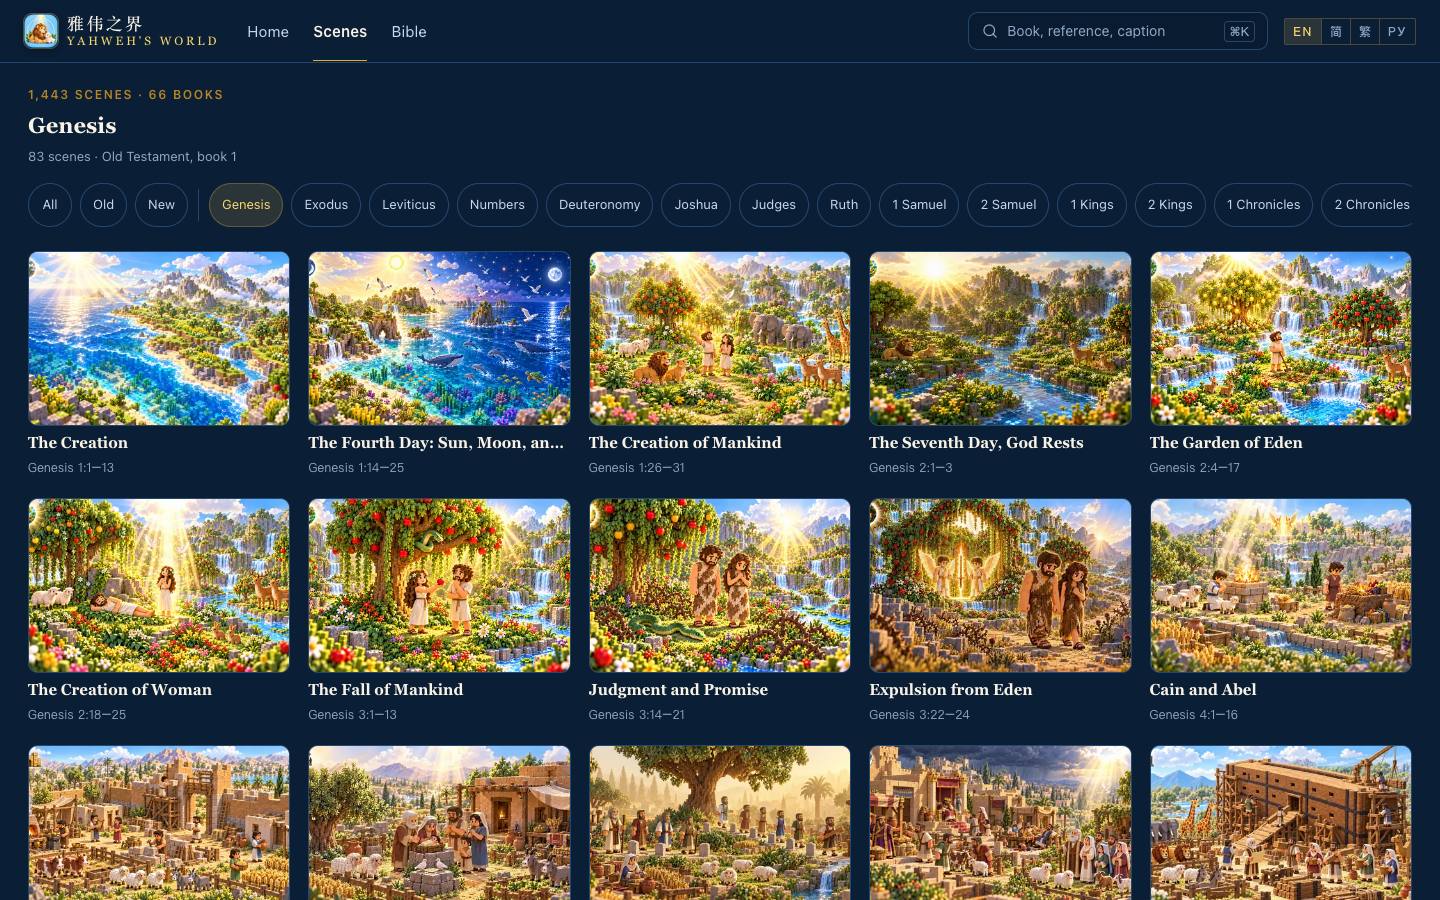 雅伟之界
YAHWEH'S WORLD
Home
Scenes
Bible
Book, reference, caption
⌘K
EN
简
繁
РУ
1,443 SCENES · 66 BOOKS
Genesis
83 scenes · Old Testament, book 1
All
Old
New
Genesis
Exodus
Leviticus
Numbers
Deuteronomy
Joshua
Judges
Ruth
1 Samuel
2 Samuel
1 Kings
2 Kings
1 Chronicles
2 Chronicles
The Creation
Genesis 1:1–13
The Fourth Day: Sun, Moon, an...
Genesis 1:14–25
The Creation of Mankind
Genesis 1:26–31
The Seventh Day, God Rests
Genesis 2:1–3
The Garden of Eden
Genesis 2:4–17
The Creation of Woman
Genesis 2:18–25
The Fall of Mankind
Genesis 3:1–13
Judgment and Promise
Genesis 3:14–21
Expulsion from Eden
Genesis 3:22–24
Cain and Abel
Genesis 4:1–16